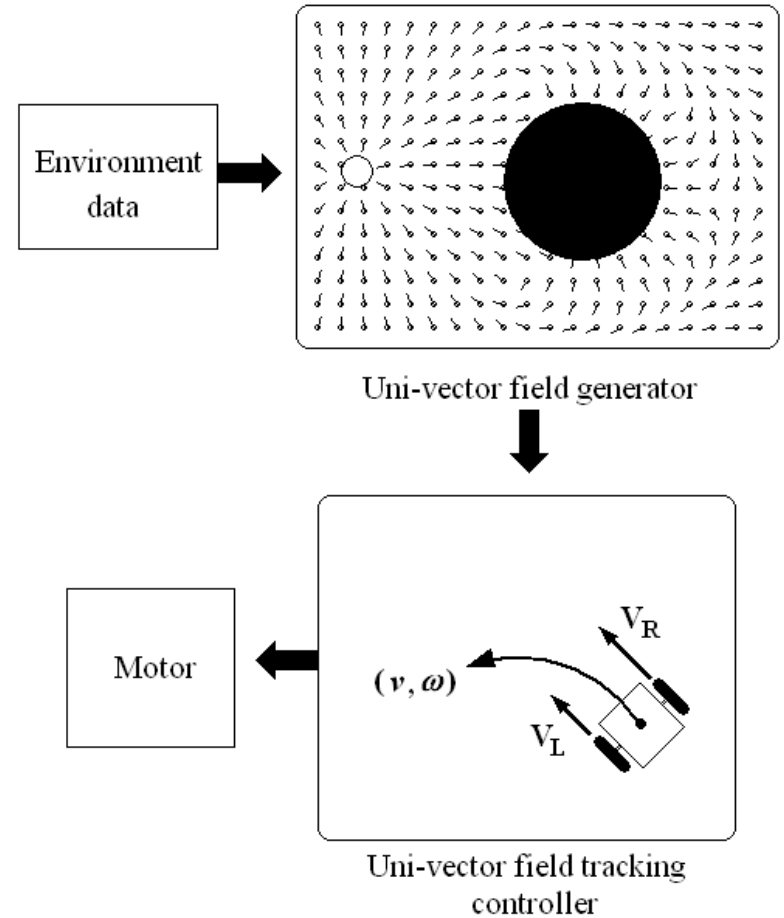 Environment
data
Uni-vector field generator
Motor
(v, ω)
V_R
V_L
Uni-vector field tracking
controller